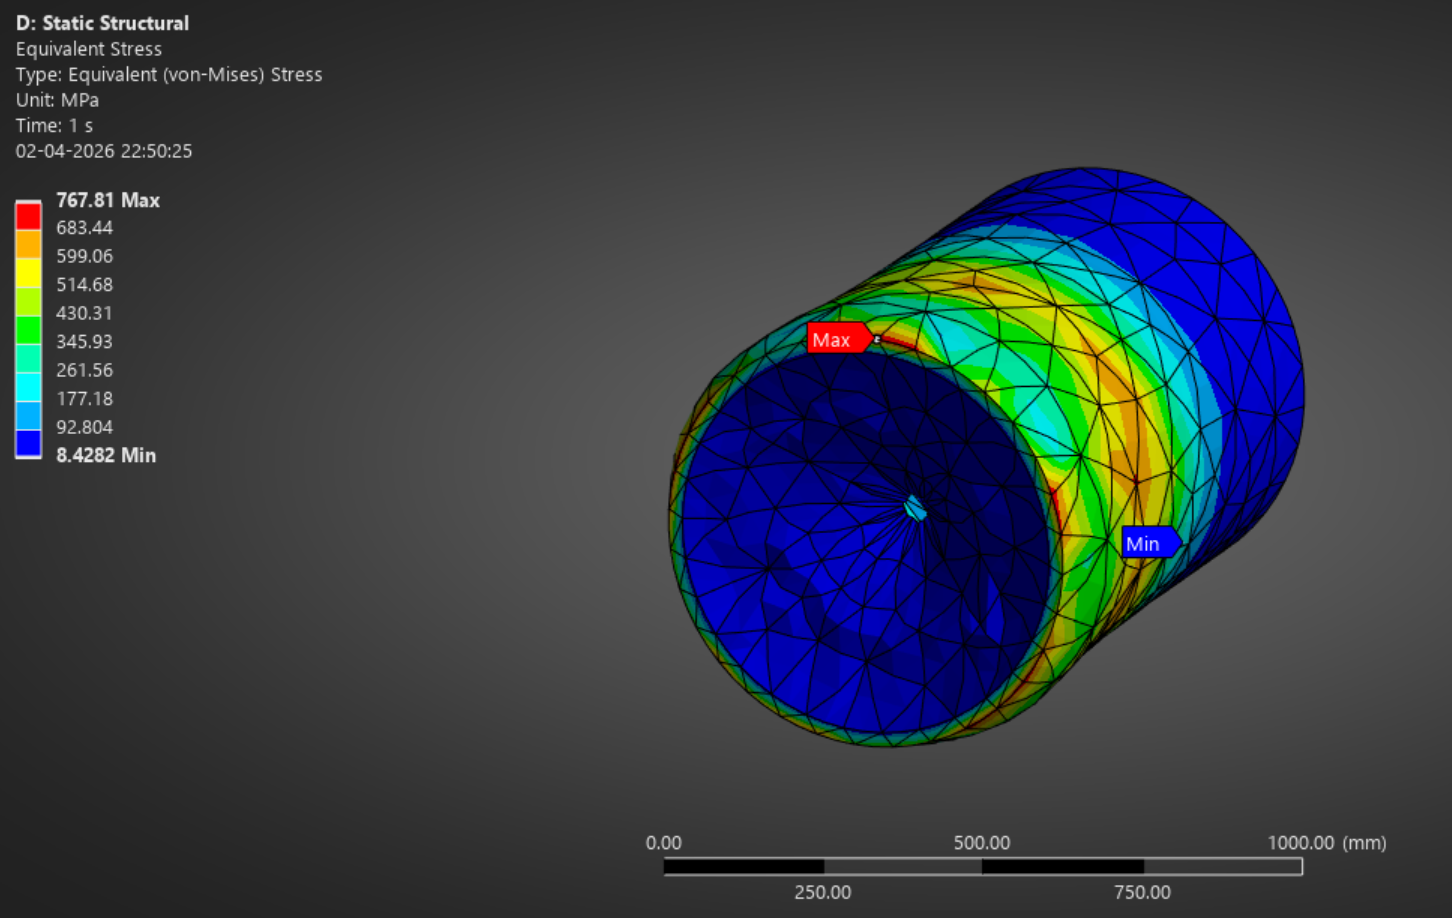 D: Static Structural
Equivalent Stress
Type: Equivalent (von-Mises) Stress
Unit: MPa
Time: 1 s
02-04-2026 22:50:25
767.81 Max
683.44
599.06
514.68
430.31
345.93
261.56
177.18
92.804
8.4282 Min
Max
Min
0.00 500.00 1000.00 (mm)
250.00 750.00